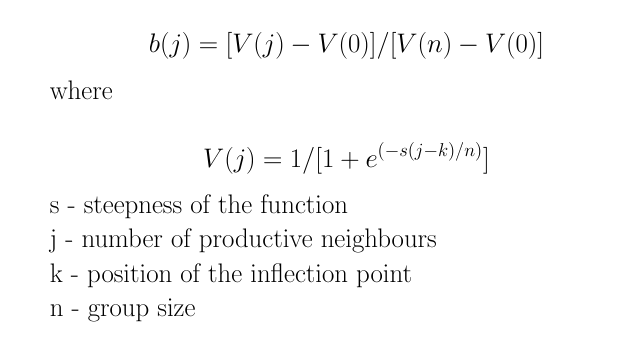 b(j) = [V(j) − V(0)]/[V(n) − V(0)]
where
V(j) = 1/[1 + e^{(−s(j−k)/n)}]
s - steepness of the function
j - number of productive neighbours
k - position of the inflection point
n - group size